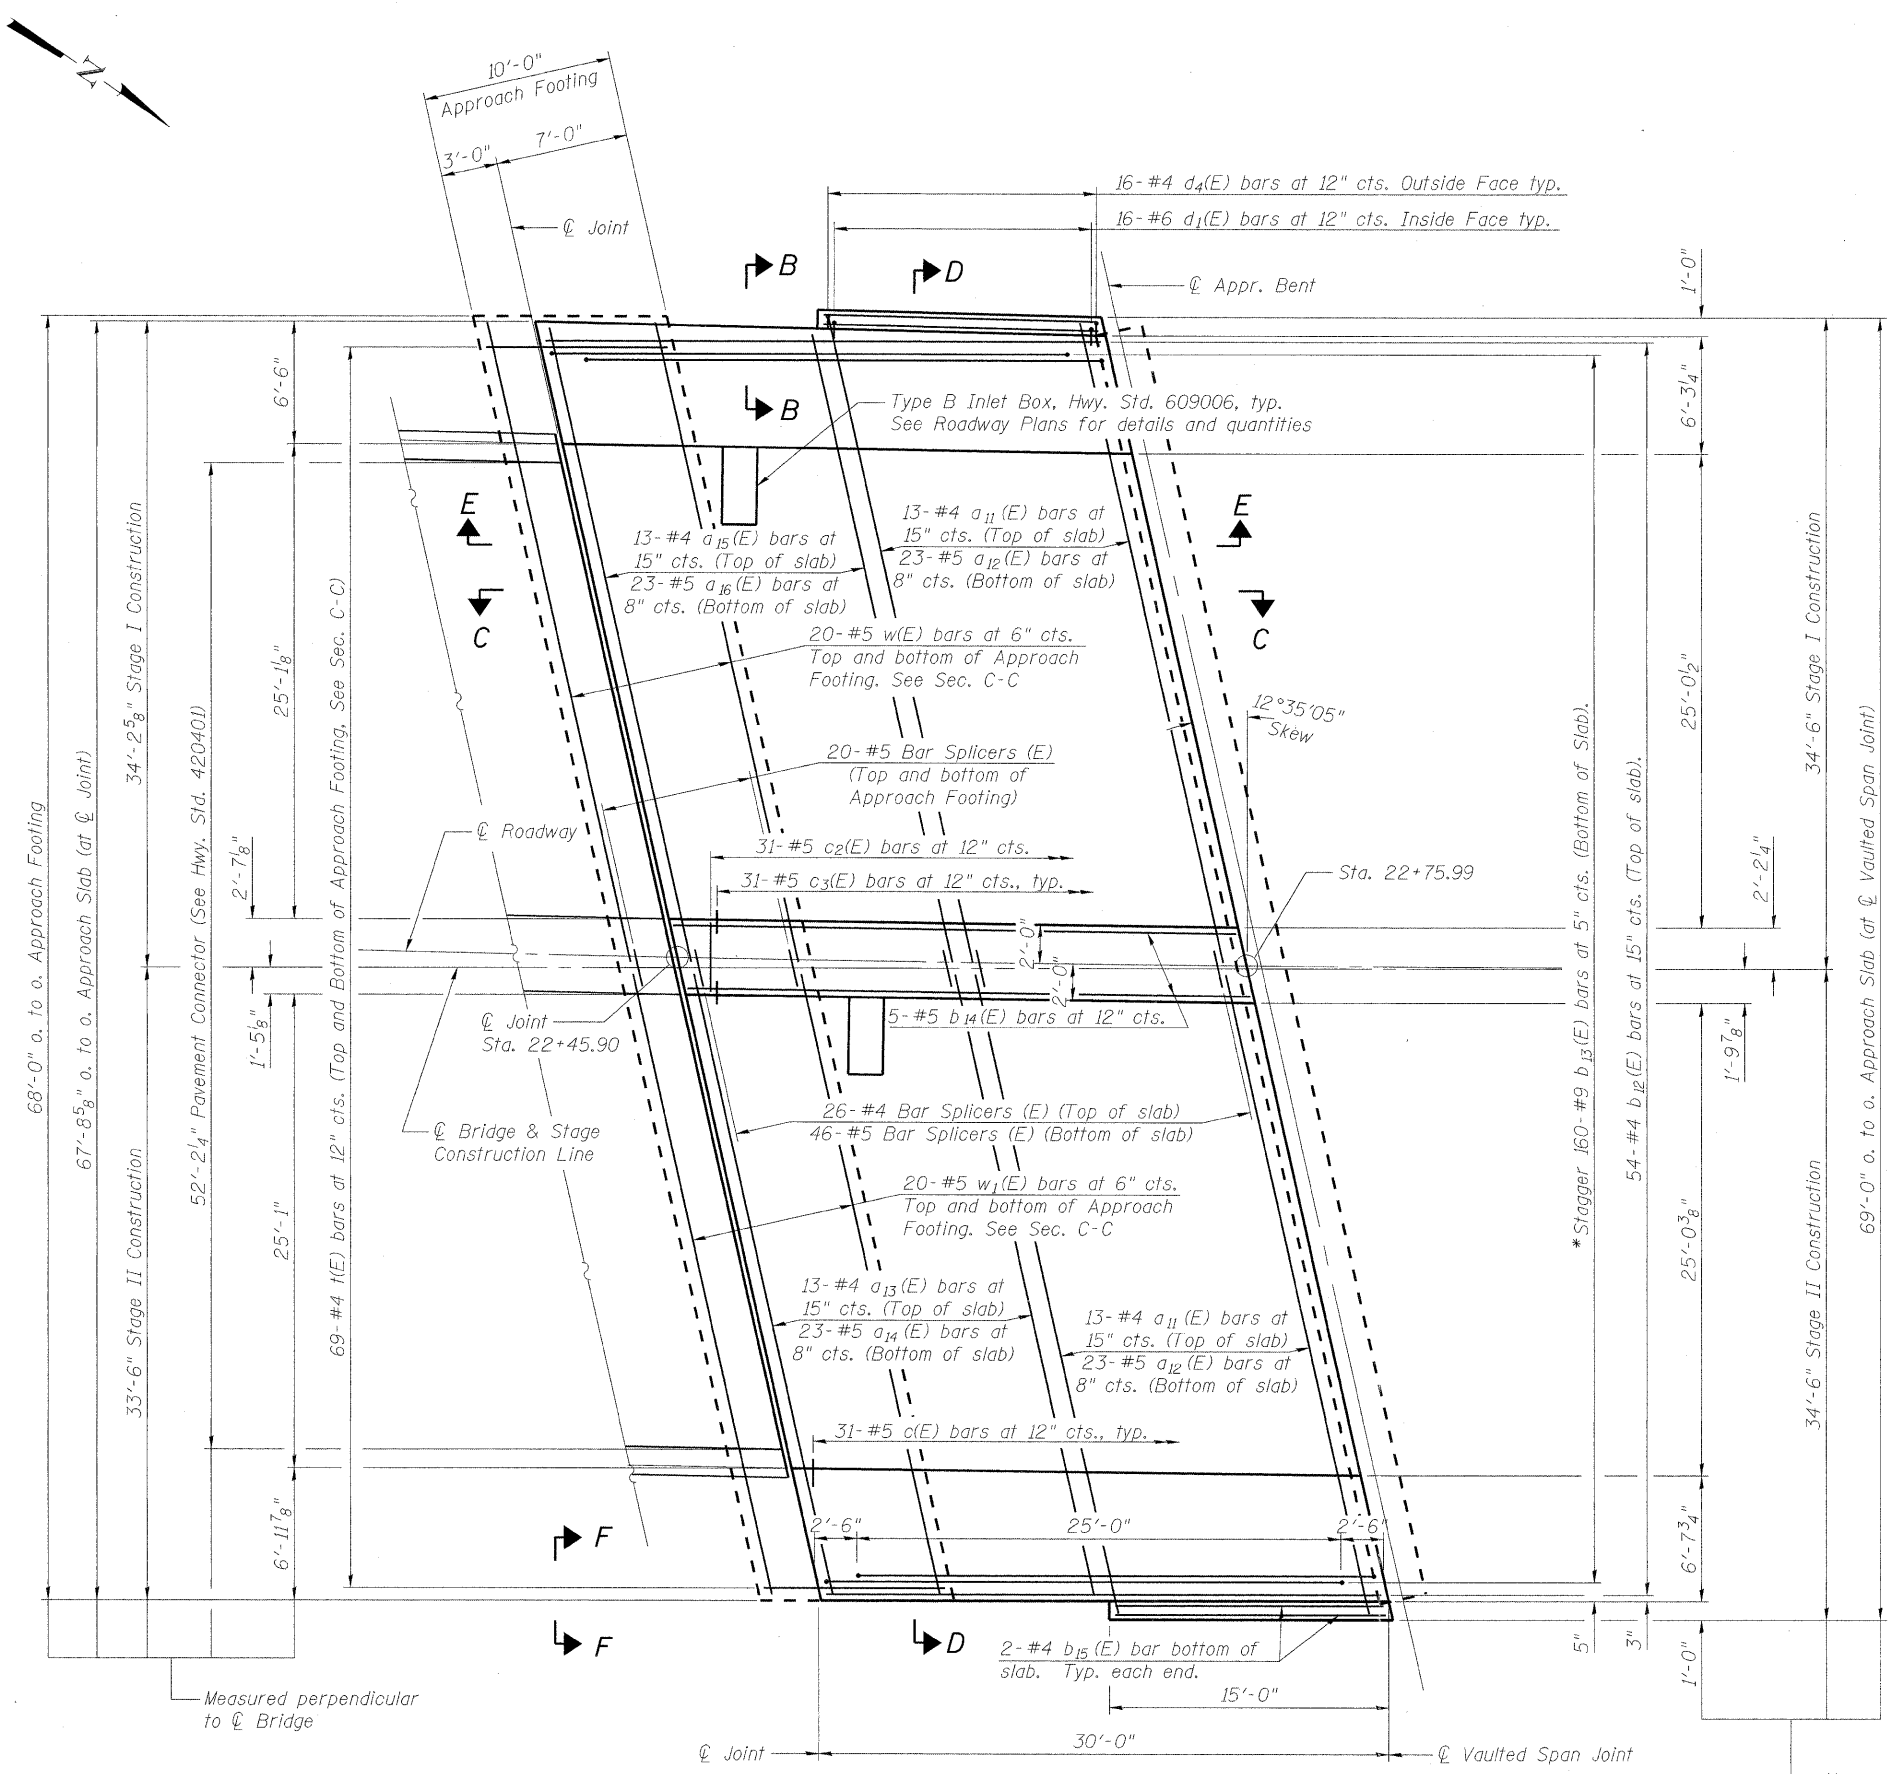 N
10'-0"
Approach Footing
3'-0"
7'-0"
℄ Joint
16-#4 d4(E) bars at 12" cts. Outside Face typ.
16-#6 d1(E) bars at 12" cts. Inside Face typ.
℄ Appr. Bent
B
D
1'-0"
6'-6"
6'-3¼"
B
Type B Inlet Box, Hwy. Std. 609006, typ.
See Roadway Plans for details and quantities
E
E
C
C
13-#4 a15(E) bars at
15" cts. (Top of slab)
23-#5 a16(E) bars at
8" cts. (Bottom of slab)
13-#4 a11(E) bars at
15" cts. (Top of slab)
23-#5 a12(E) bars at
8" cts. (Bottom of slab)
20-#5 w(E) bars at 6" cts.
Top and bottom of Approach
Footing. See Sec. C-C
12°35'05"
Skew
20-#5 Bar Splicers (E)
(Top and bottom of
Approach Footing)
℄ Roadway
31-#5 c2(E) bars at 12" cts.
31-#5 c3(E) bars at 12" cts., typ.
Sta. 22+75.99
2'-0"
2'-0"
5-#5 b14(E) bars at 12" cts.
℄ Joint
Sta. 22+45.90
26-#4 Bar Splicers (E) (Top of slab)
46-#5 Bar Splicers (E) (Bottom of slab)
℄ Bridge & Stage
Construction Line
20-#5 w1(E) bars at 6" cts.
Top and bottom of Approach
Footing. See Sec. C-C
13-#4 a13(E) bars at
15" cts. (Top of slab)
23-#5 a14(E) bars at
8" cts. (Bottom of slab)
13-#4 a11(E) bars at
15" cts. (Top of slab)
23-#5 a12(E) bars at
8" cts. (Bottom of slab)
31-#5 c(E) bars at 12" cts., typ.
2'-6"
25'-0"
2'-6"
F
F
D
2-#4 b15(E) bar bottom of
slab. Typ. each end.
15'-0"
30'-0"
℄ Joint
℄ Vaulted Span Joint
Measured perpendicular
to ℄ Bridge
68'-0" o. to o. Approach Footing
67'-8⅝" o. to o. Approach Slab (at ℄ Joint)
34'-2⅝" Stage I Construction
33'-6" Stage II Construction
52'-2¼" Pavement Connector (See Hwy. Std. 420401)
2'-7⅛"
1'-5⅛"
25'-1⅛"
25'-1"
6'-11⅞"
69-#4 t(E) bars at 12" cts. (Top and Bottom of Approach Footing, See Sec. C-C)
*Stagger 160-#9 b13(E) bars at 5" cts. (Bottom of Slab).
54-#4 b12(E) bars at 15" cts. (Top of slab).
25'-0½"
2'-2¼"
1'-9⅞"
25'-0⅜"
6'-7¾"
5"
3"
1'-0"
34'-6" Stage I Construction
34'-6" Stage II Construction
69'-0" o. to o. Approach Slab (at ℄ Vaulted Span Joint)